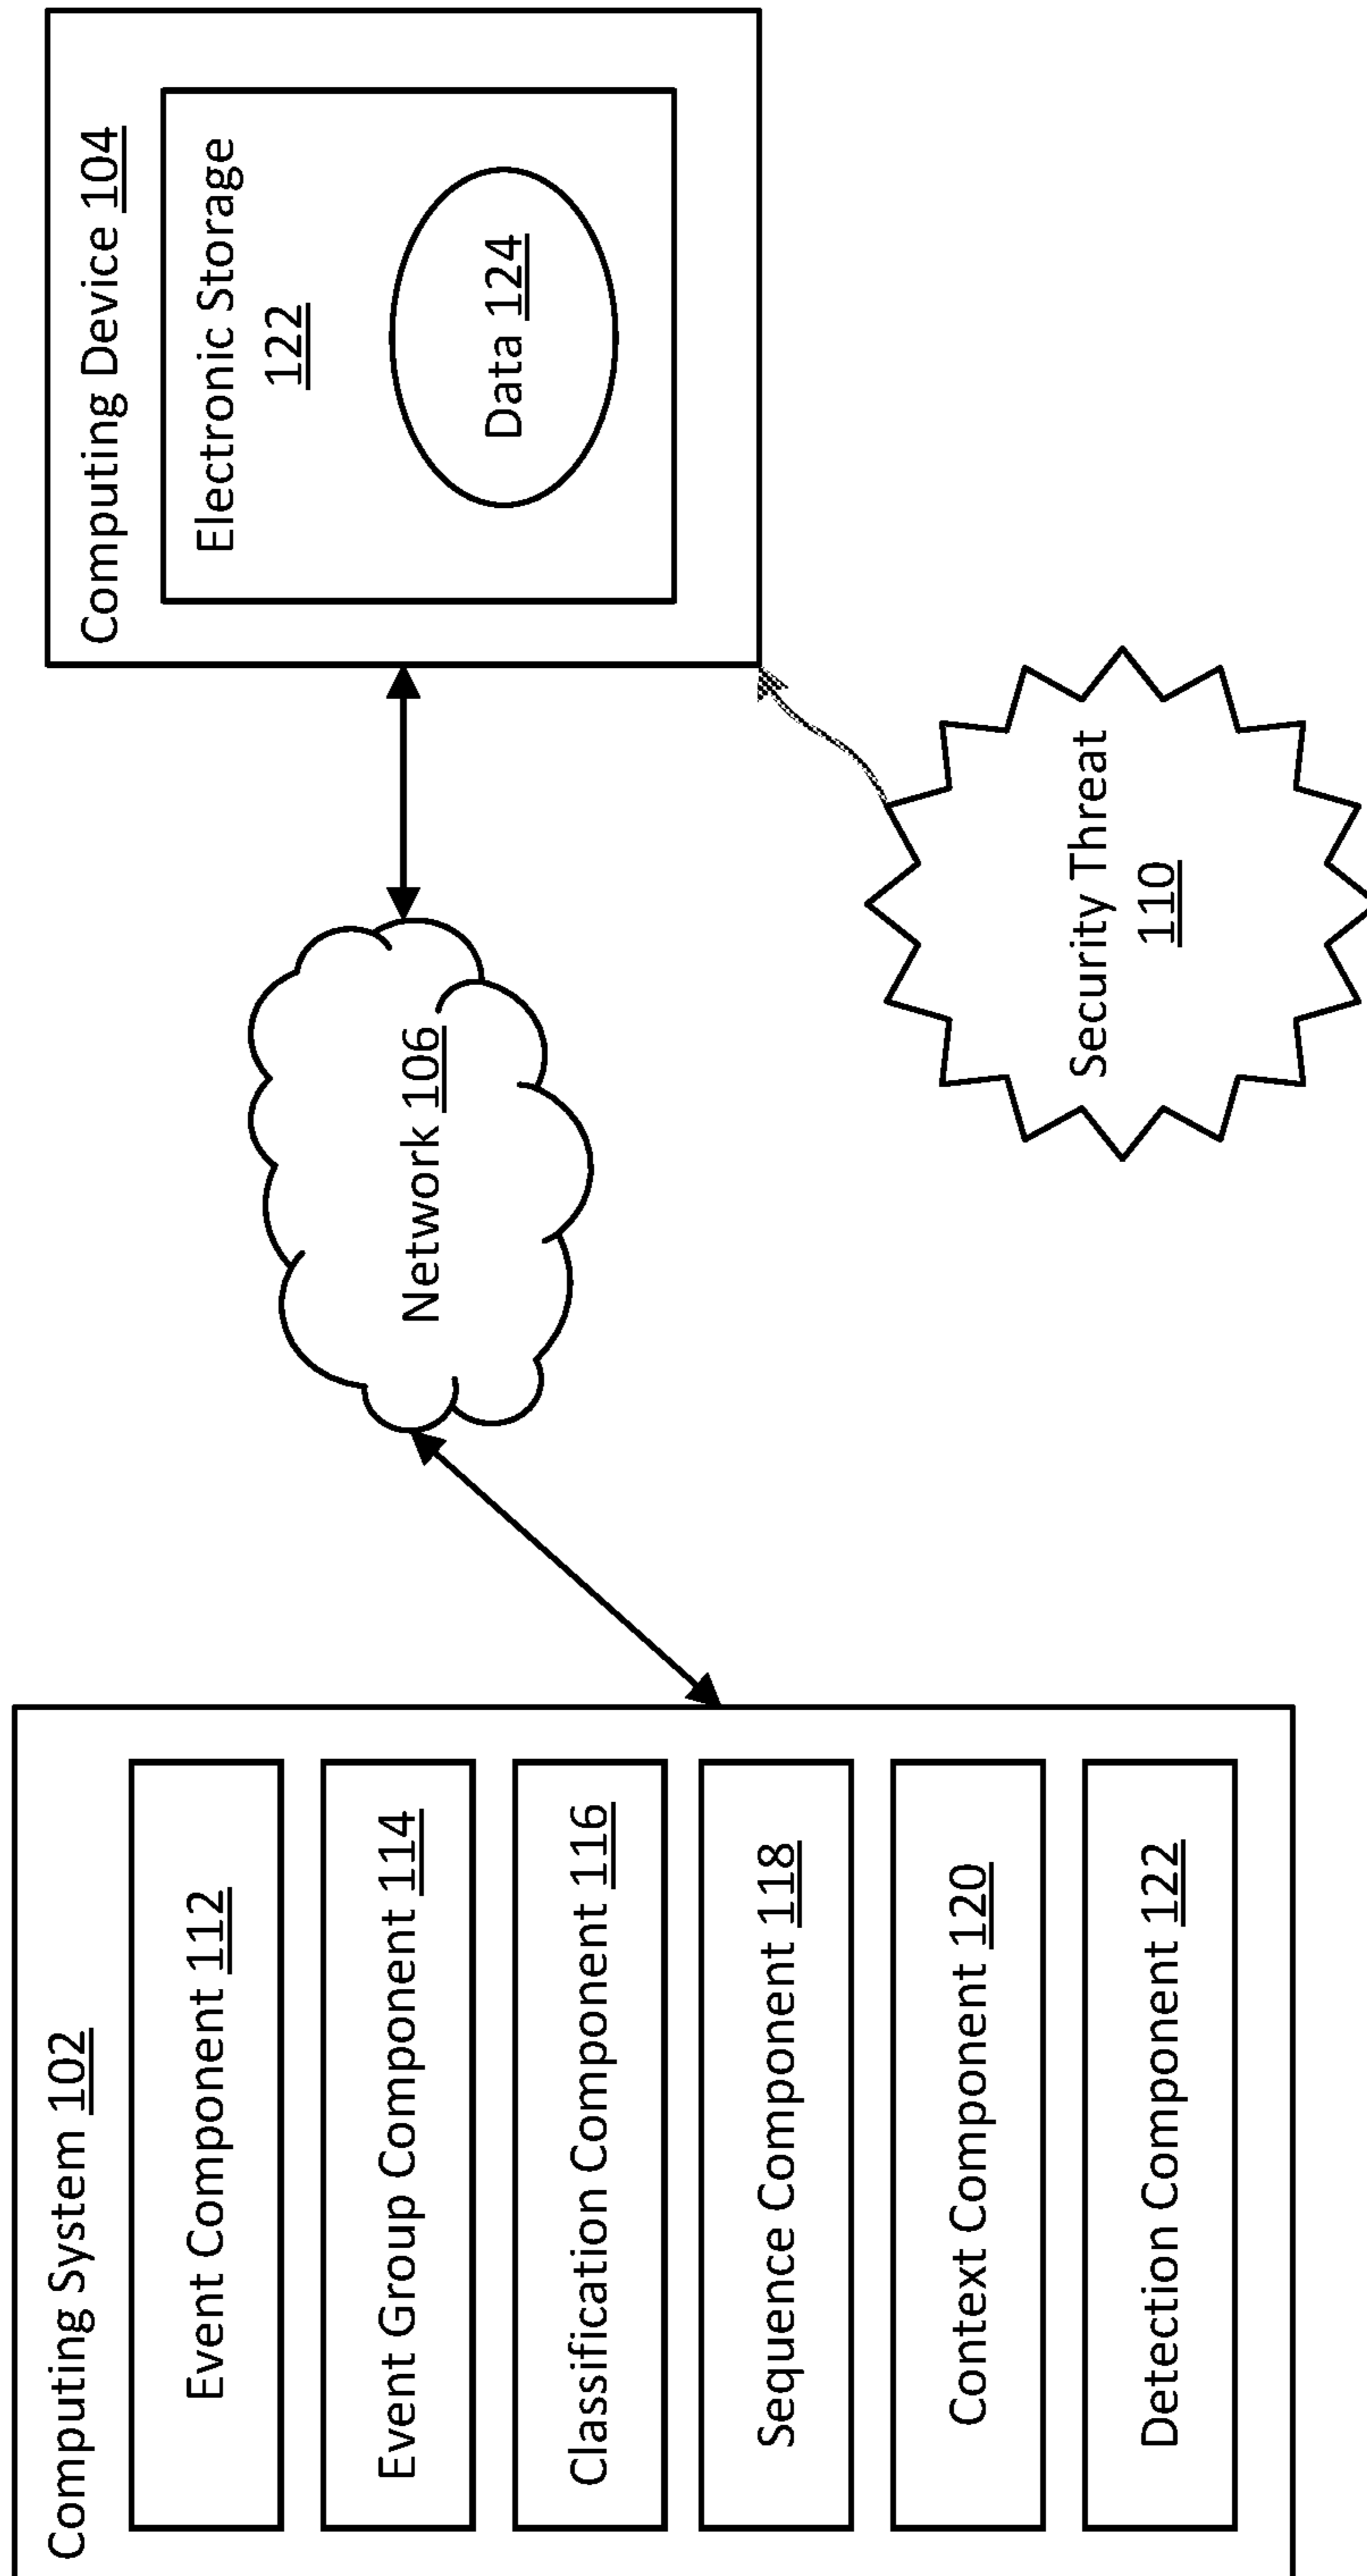 Computing System 102
Event Component 112
Event Group Component 114
Classification Component 116
Sequence Component 118
Context Component 120
Detection Component 122
Network 106
Computing Device 104
Electronic Storage
122
Data 124
Security Threat
110